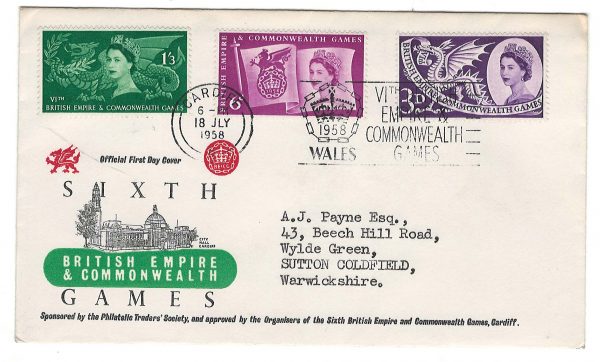 VITH
BRITISH EMPIRE & COMMONWEALTH GAMES
1'3
BRITISH EMPIRE
& COMMONWEALTH GAMES
6D
BRITISH EMPIRE & COMMONWEALTH GAMES
3D
CARDIFF
6-
18 JLY
1958
1958
WALES
VITH
EMPIRE &
COMMONWEALTH
GAMES
Official First Day Cover
SIXTH
CITY
HALL
CARDIFF
BRITISH EMPIRE
& COMMONWEALTH
GAMES
A.J. Payne Esq.,
43, Beech Hill Road,
Wylde Green,
SUTTON COLDFIELD,
Warwickshire.
Sponsored by the Philatelic Traders' Society, and approved by the Organisers of the Sixth British Empire and Commonwealth Games, Cardiff.